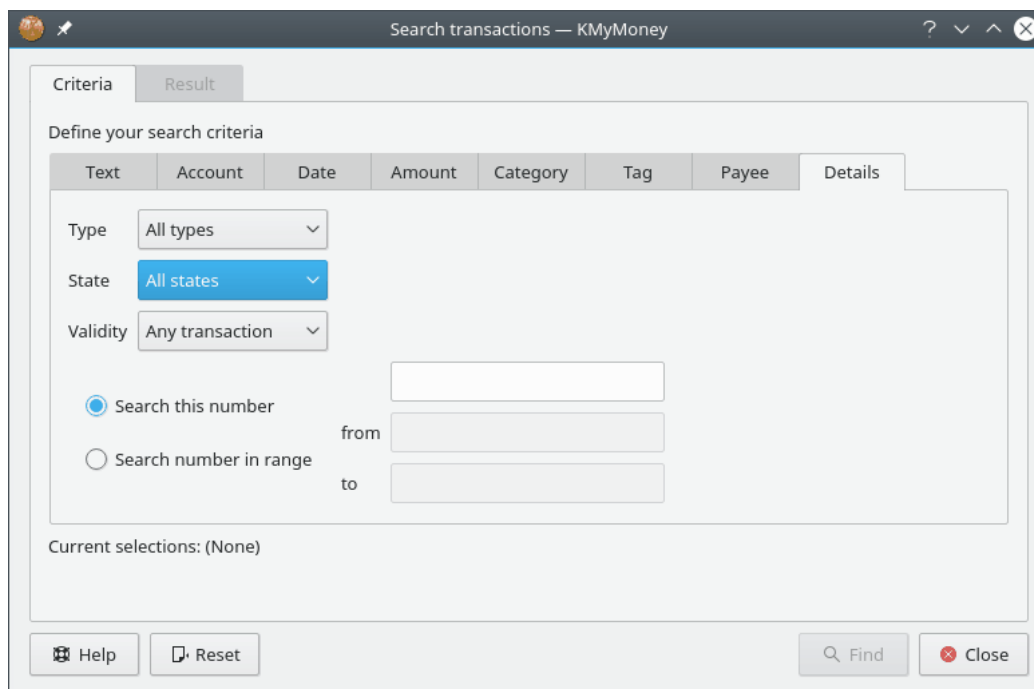 Search transactions — KMyMoney
Criteria Result
Define your search criteria
Text Account Date Amount Category Tag Payee Details
Type All types
State All states
Validity Any transaction
Search this number
from
Search number in range
to
Current selections: (None)
Help Reset Find Close